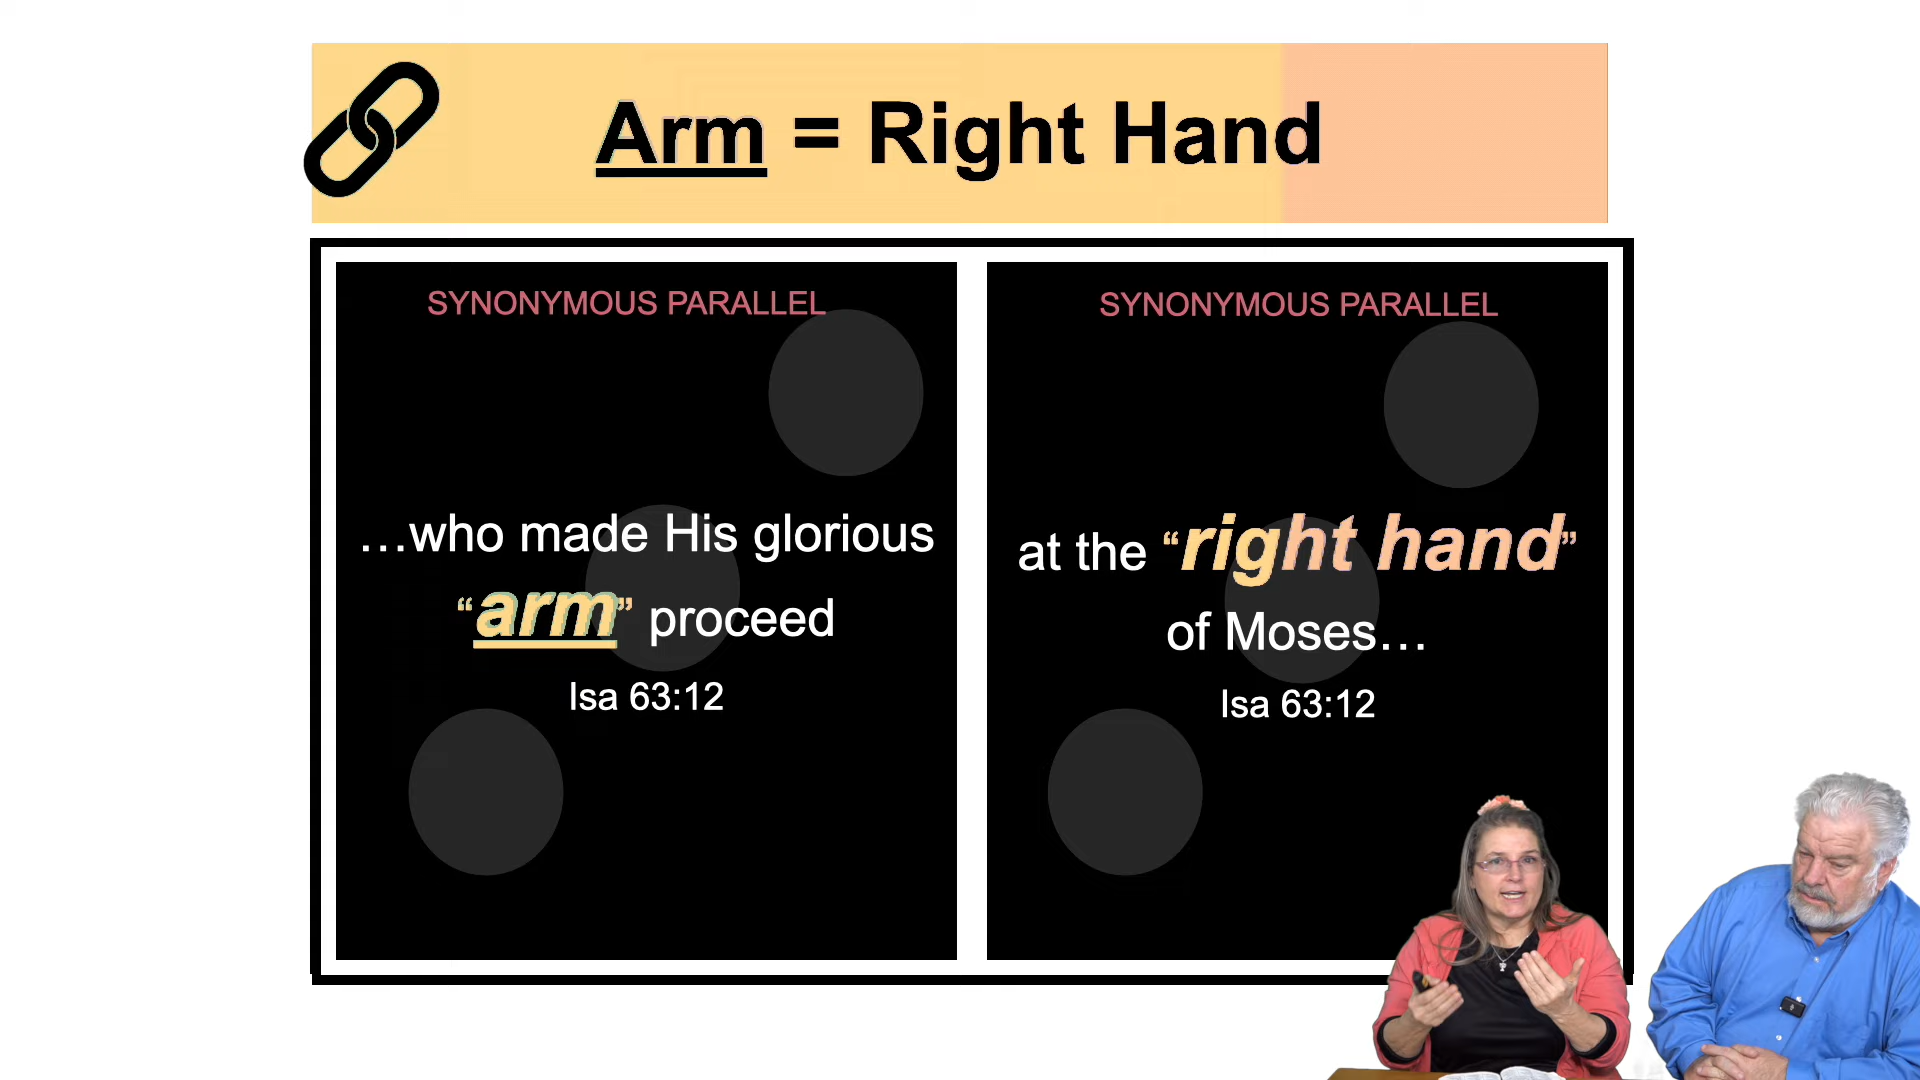 Arm = Right Hand
SYNONYMOUS PARALLEL
…who made His glorious
“arm” proceed
Isa 63:12
SYNONYMOUS PARALLEL
at the “right hand”
of Moses…
Isa 63:12